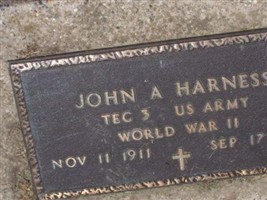 JOHN A HARNESS
TEC 5 US ARMY
WORLD WAR II
NOV 11 1911 SEP 17